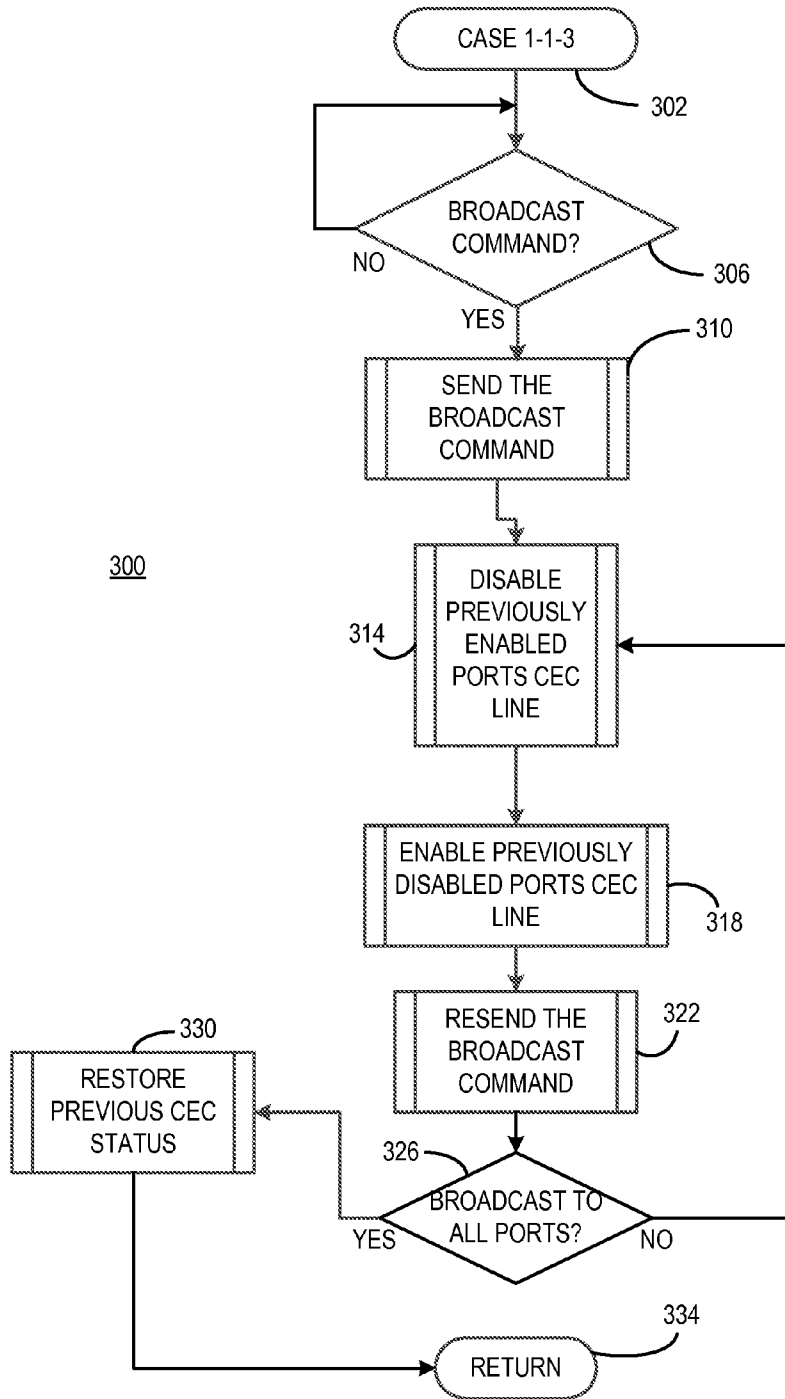 CASE 1-1-3
302
BROADCAST
COMMAND?
NO
306
YES
310
SEND THE
BROADCAST
COMMAND
300
DISABLE
PREVIOUSLY
ENABLED
PORTS CEC
LINE
314
ENABLE PREVIOUSLY
DISABLED PORTS CEC
LINE
318
RESEND THE
BROADCAST
COMMAND
322
330
RESTORE
PREVIOUS CEC
STATUS
326
BROADCAST TO
ALL PORTS?
YES
NO
334
RETURN